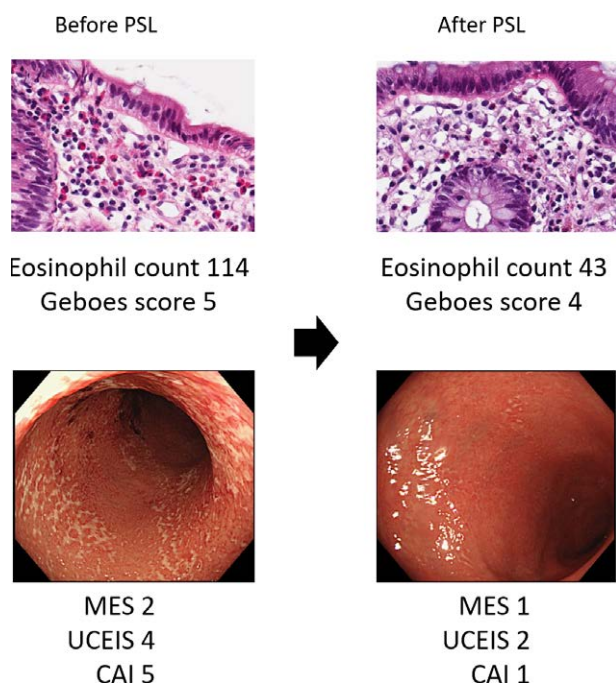 Before PSL
After PSL
Eosinophil count 114
Geboes score 5
Eosinophil count 43
Geboes score 4
MES 2
UCEIS 4
CAI 5
MES 1
UCEIS 2
CAI 1